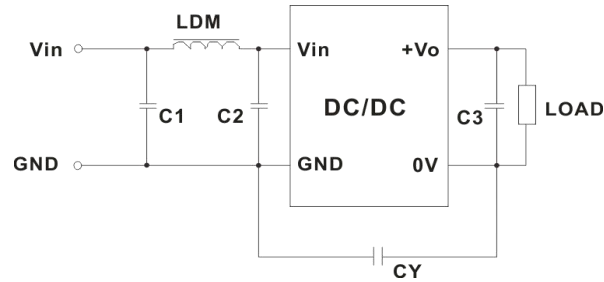 LDM
Vin
Vin
+Vo
C1
C2
DC/DC
C3
LOAD
GND
GND
0V
CY